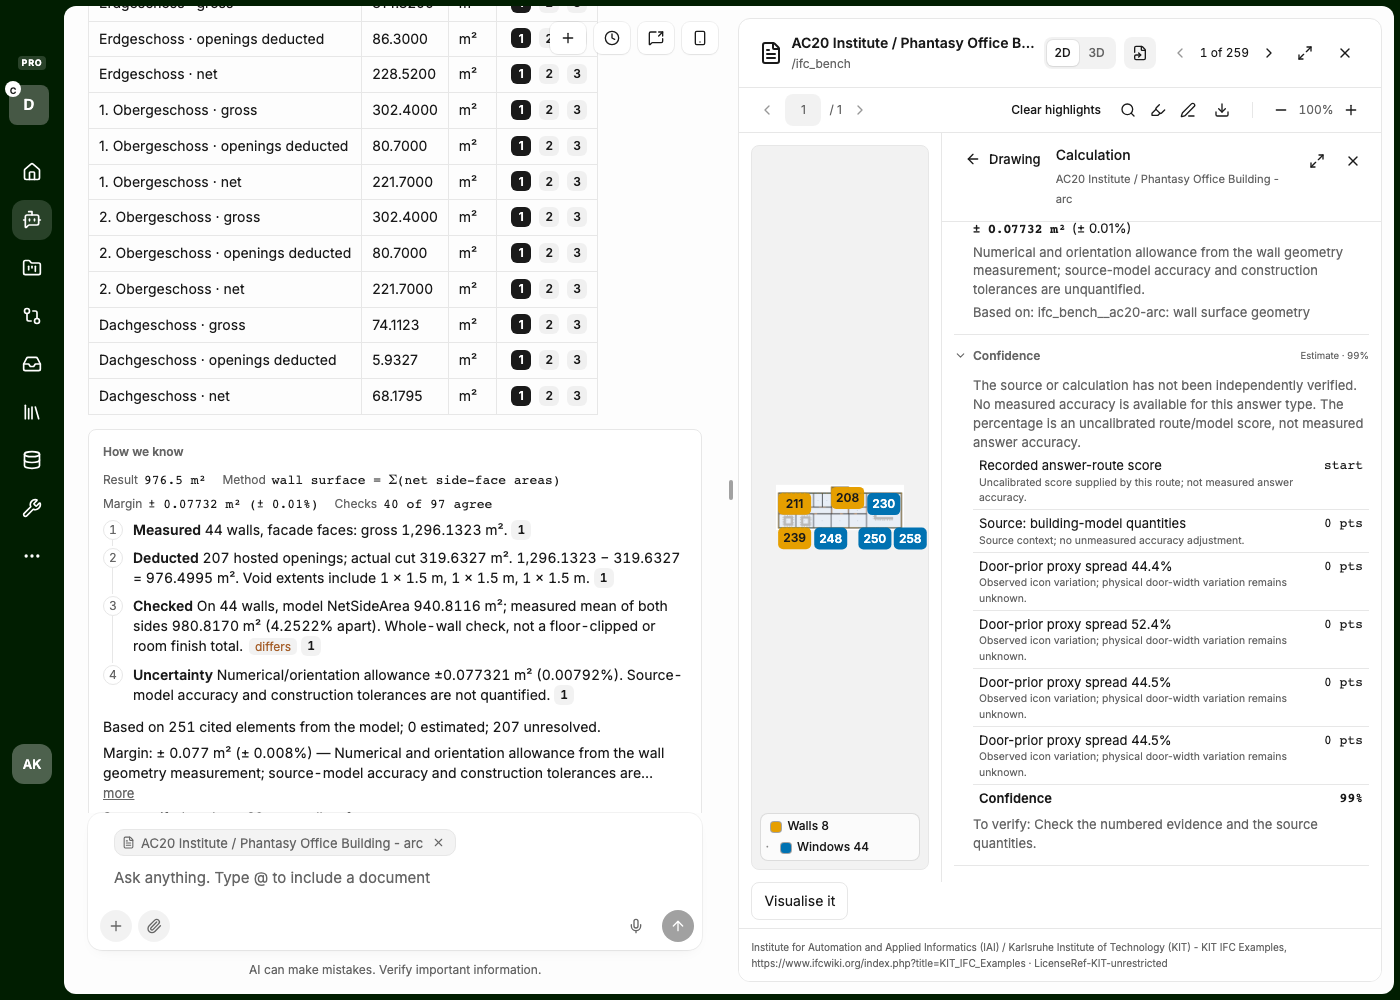 PRO
C
D
AK
Erdgeschoss · openings deducted 86.3000 m² 1 2
Erdgeschoss · net 228.5200 m² 1 2 3
1. Obergeschoss · gross 302.4000 m² 1 2 3
1. Obergeschoss · openings deducted 80.7000 m² 1 2 3
1. Obergeschoss · net 221.7000 m² 1 2 3
2. Obergeschoss · gross 302.4000 m² 1 2 3
2. Obergeschoss · openings deducted 80.7000 m² 1 2 3
2. Obergeschoss · net 221.7000 m² 1 2 3
Dachgeschoss · gross 74.1123 m² 1 2 3
Dachgeschoss · openings deducted 5.9327 m² 1 2 3
Dachgeschoss · net 68.1795 m² 1 2 3
How we know
Result 976.5 m² Method wall surface = Σ(net side-face areas)
Margin ± 0.07732 m² (± 0.01%) Checks 40 of 97 agree
1 Measured 44 walls, facade faces: gross 1,296.1323 m². 1
2 Deducted 207 hosted openings; actual cut 319.6327 m². 1,296.1323 − 319.6327
= 976.4995 m². Void extents include 1 × 1.5 m, 1 × 1.5 m, 1 × 1.5 m. 1
3 Checked On 44 walls, model NetSideArea 940.8116 m²; measured mean of both
sides 980.8170 m² (4.2522% apart). Whole-wall check, not a floor-clipped or
room finish total. differs 1
4 Uncertainty Numerical/orientation allowance ±0.077321 m² (0.00792%). Source-
model accuracy and construction tolerances are not quantified. 1
Based on 251 cited elements from the model; 0 estimated; 207 unresolved.
Margin: ± 0.077 m² (± 0.008%) — Numerical and orientation allowance from the wall
geometry measurement; source-model accuracy and construction tolerances are...
more
AC20 Institute / Phantasy Office Building - arc
Ask anything. Type @ to include a document
AI can make mistakes. Verify important information.
AC20 Institute / Phantasy Office B...
/ifc_bench
2D 3D
1 of 259
1 / 1
Clear highlights
100%
211 208 230
239 248 250 258
Walls 8
Windows 44
Visualise it
Drawing
Calculation
AC20 Institute / Phantasy Office Building -
arc
± 0.07732 m² (± 0.01%)
Numerical and orientation allowance from the wall geometry
measurement; source-model accuracy and construction
tolerances are unquantified.
Based on: ifc_bench__ac20-arc: wall surface geometry
Confidence Estimate · 99%
The source or calculation has not been independently verified.
No measured accuracy is available for this answer type. The
percentage is an uncalibrated route/model score, not measured
answer accuracy.
Recorded answer-route score start
Uncalibrated score supplied by this route; not measured answer
accuracy.
Source: building-model quantities 0 pts
Source context; no unmeasured accuracy adjustment.
Door-prior proxy spread 44.4% 0 pts
Observed icon variation; physical door-width variation remains
unknown.
Door-prior proxy spread 52.4% 0 pts
Observed icon variation; physical door-width variation remains
unknown.
Door-prior proxy spread 44.5% 0 pts
Observed icon variation; physical door-width variation remains
unknown.
Door-prior proxy spread 44.5% 0 pts
Observed icon variation; physical door-width variation remains
unknown.
Confidence 99%
To verify: Check the numbered evidence and the source
quantities.
Institute for Automation and Applied Informatics (IAI) / Karlsruhe Institute of Technology (KIT) - KIT IFC Examples,
https://www.ifcwiki.org/index.php?title=KIT_IFC_Examples · LicenseRef-KIT-unrestricted